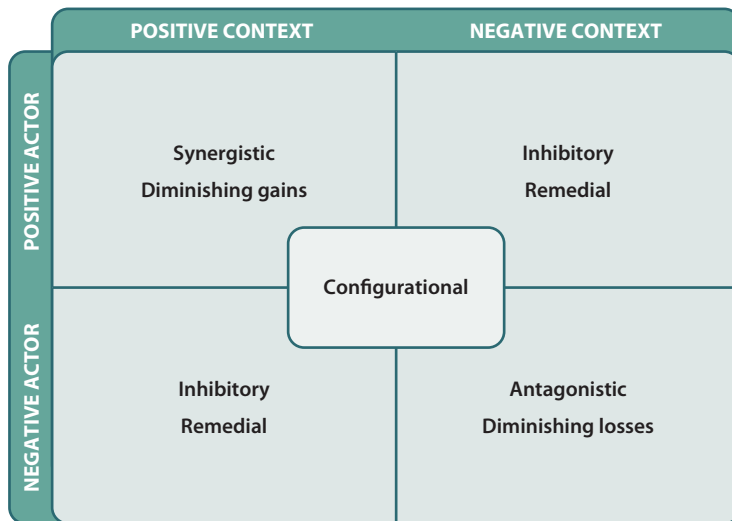 POSITIVE CONTEXT
NEGATIVE CONTEXT
POSITIVE ACTOR
Synergistic
Diminishing gains
Inhibitory
Remedial
Configurational
NEGATIVE ACTOR
Inhibitory
Remedial
Antagonistic
Diminishing losses